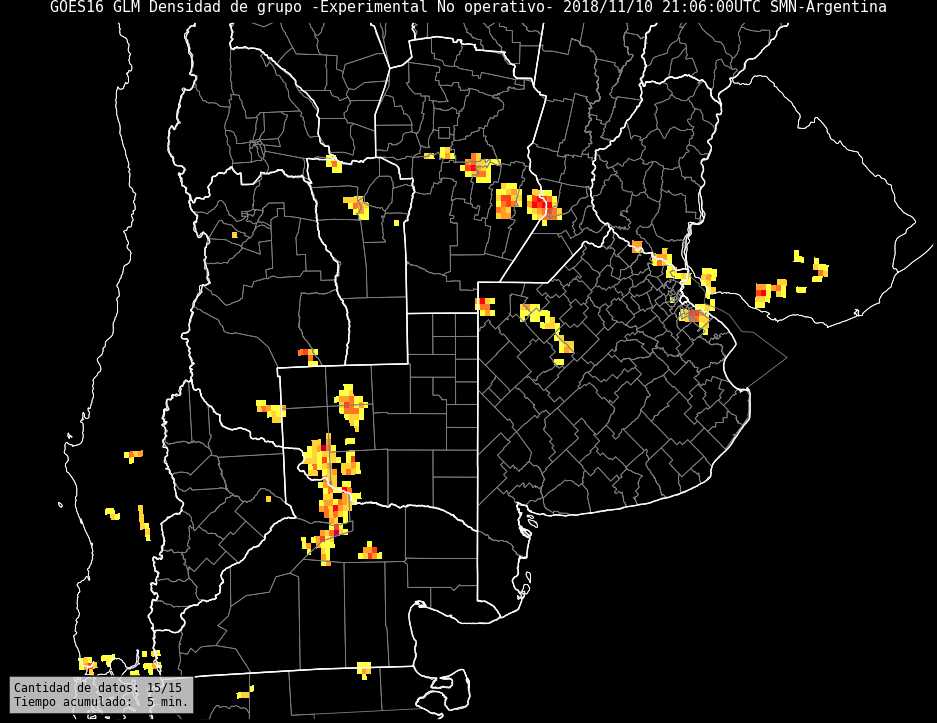 GOES16 GLM Densidad de grupo -Experimental No operativo- 2018/11/10 21:06:00UTC SMN-Argentina
Cantidad de datos: 15/15
Tiempo acumulado:  5 min.